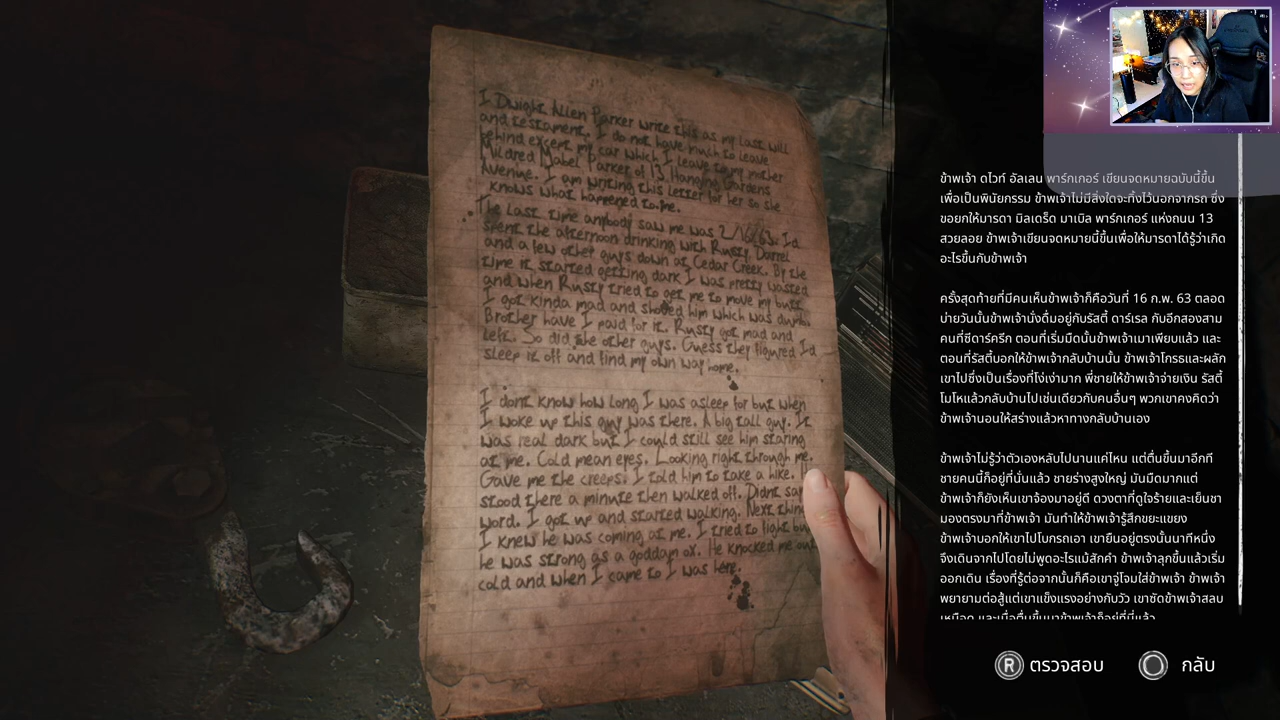 I Dwight Allen Parker write this as my last will
and testament. I do not have much to leave
behind except my car which I leave to my mother
Mildred Mabel Parker of 13 Hanging Gardens
Avenue. I am writing this letter for her so she
knows what happened to me.
The last time anybody saw me was 2/16/63. I'd
spent the afternoon drinking with Rusty, Darrel
and a few other guys down at Cedar Creek. By the
time it started getting dark I was pretty wasted
and when Rusty tried to get me to move my butt
I got kinda mad and shoved him which was dumb.
Brother have I paid for it. Rusty got mad and
left. So did the other guys. Guess they figured I'd
sleep it off and find my own way home.
I dont know how long I was asleep for but when
I woke up this guy was there. A big tall guy. It
was real dark but I could still see him staring
at me. Cold mean eyes. Looking right through me.
Gave me the creeps. I told him to take a hike.
stood there a minute then walked off. Didnt say
word. I got up and started walking. Next thing
I knew he was coming at me. I tried to fight but
he was strong as a goddam ox. He knocked me out
cold and when I came to I was here.
ข้าพเจ้า ดไวท์ อัลเลน พาร์กเกอร์ เขียนจดหมายฉบับนี้ขึ้น
เพื่อเป็นพินัยกรรม ข้าพเจ้าไม่มีสิ่งใดจะทิ้งไว้นอกจากรถ ซึ่ง
ขอยกให้มารดา มิลเดร็ด มาเบิล พาร์กเกอร์ แห่งถนน 13
สวยลอย ข้าพเจ้าเขียนจดหมายนี้ขึ้นเพื่อให้มารดาได้รู้ว่าเกิด
อะไรขึ้นกับข้าพเจ้า
ครั้งสุดท้ายที่มีคนเห็นข้าพเจ้าก็คือวันที่ 16 ก.พ. 63 ตลอด
บ่ายวันนั้นข้าพเจ้านั่งดื่มอยู่กับรัสตี้ ดาร์เรล กับอีกสองสาม
คนที่ซีดาร์ครีก ตอนที่เริ่มมืดนั้นข้าพเจ้าเมาเพียบแล้ว และ
ตอนที่รัสตี้บอกให้ข้าพเจ้ากลับบ้านนั้น ข้าพเจ้าโกรธและผลัก
เขาไปซึ่งเป็นเรื่องที่โง่เง่ามาก พี่ชายให้ข้าพเจ้าจ่ายเงิน รัสตี้
โมโหแล้วกลับบ้านไปเช่นเดียวกับคนอื่นๆ พวกเขาคงคิดว่า
ข้าพเจ้านอนให้สร่างแล้วหาทางกลับบ้านเอง
ข้าพเจ้าไม่รู้ว่าตัวเองหลับไปนานแค่ไหน แต่ตื่นขึ้นมาอีกที
ชายคนนี้ก็อยู่ที่นั่นแล้ว ชายร่างสูงใหญ่ มันมืดมากแต่
ข้าพเจ้าก็ยังเห็นเขาจ้องมาอยู่ดี ดวงตาที่ดูใจร้ายและเย็นชา
มองตรงมาที่ข้าพเจ้า มันทำให้ข้าพเจ้ารู้สึกขยะแขยง
ข้าพเจ้าบอกให้เขาไปโบกรถเอา เขายืนอยู่ตรงนั้นนาทีหนึ่ง
จึงเดินจากไปโดยไม่พูดอะไรแม้สักคำ ข้าพเจ้าลุกขึ้นแล้วเริ่ม
ออกเดิน เรื่องที่รู้ต่อจากนั้นก็คือเขาจู่โจมใส่ข้าพเจ้า ข้าพเจ้า
พยายามต่อสู้แต่เขาแข็งแรงอย่างกับวัว เขาซัดข้าพเจ้าสลบ
เหมือด และเมื่อตื่นขึ้นมาข้าพเจ้าก็อยู่ที่นี่แล้ว
R ตรวจสอบ
กลับ